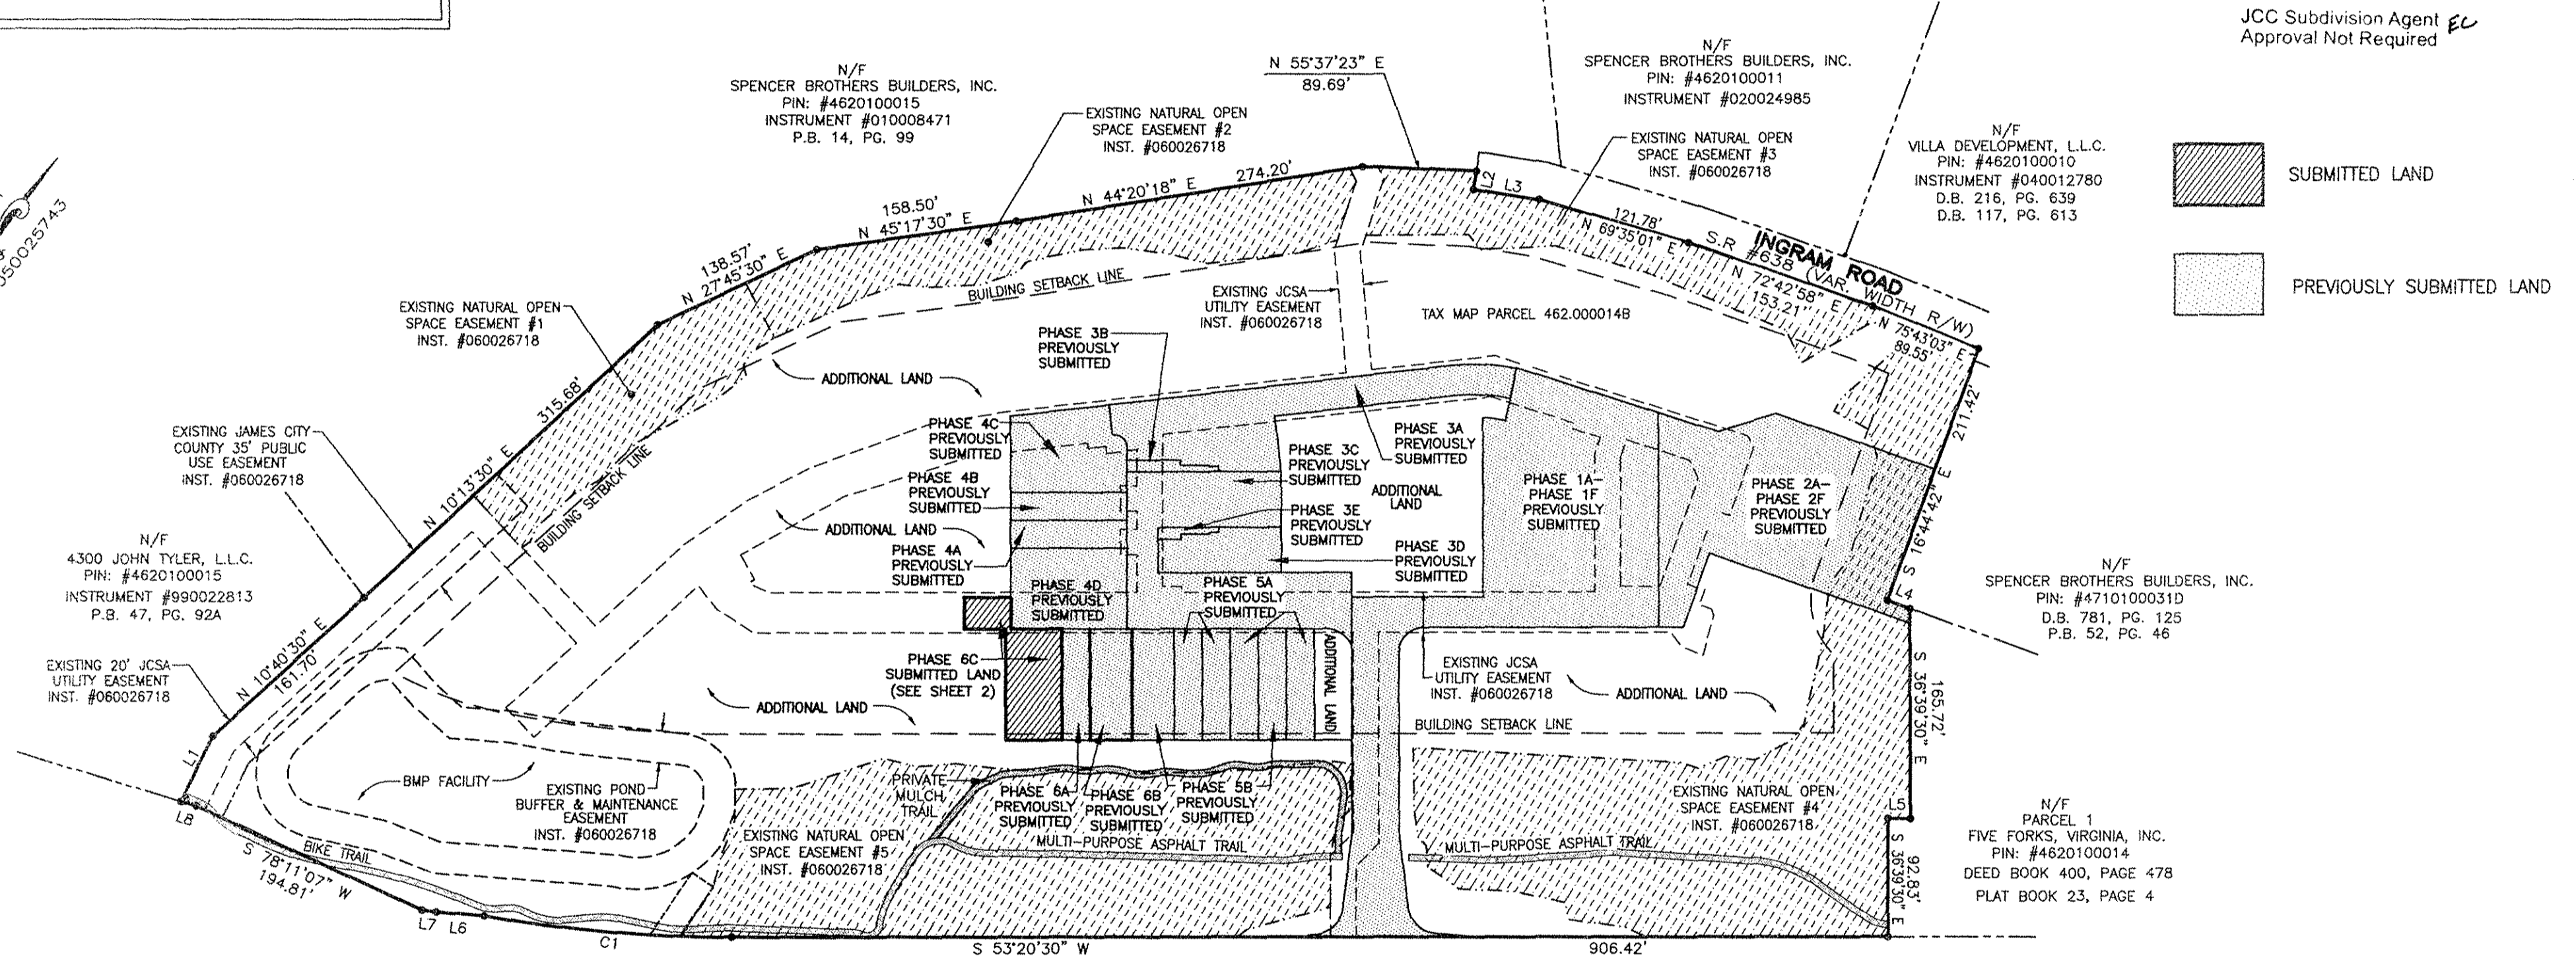 JCC Subdivision Agent EC
Approval Not Required
N/F
SPENCER BROTHERS BUILDERS, INC.
PIN: #4620100015
INSTRUMENT #010008471
P.B. 14, PG. 99
EXISTING NATURAL OPEN
SPACE EASEMENT #2
INST. #060026718
N 55°37'23" E
89.69'
N/F
SPENCER BROTHERS BUILDERS, INC.
PIN: #4620100011
INSTRUMENT #020024985
EXISTING NATURAL OPEN
SPACE EASEMENT #3
INST. #060026718
N/F
VILLA DEVELOPMENT, L.L.C.
PIN: #4620100010
INSTRUMENT #040012780
D.B. 216, PG. 639
D.B. 117, PG. 613
SUBMITTED LAND
PREVIOUSLY SUBMITTED LAND
050025743
N 27°45'30" E
138.57'
N 45°17'30" E
158.50'
N 44°20'18" E 274.20'
L2
L3
121.78'
N 69°35'01" E
S.R #638 (VAR. WIDTH R/W)
INGRAM ROAD
N 72°42'58" E
153.21'
N 75°43'03" E
89.55'
EXISTING NATURAL OPEN
SPACE EASEMENT #1
INST. #060026718
BUILDING SETBACK LINE
EXISTING JCSA
UTILITY EASEMENT
INST. #060026718
TAX MAP PARCEL 462.000014B
PHASE 3B
PREVIOUSLY
SUBMITTED
ADDITIONAL LAND
315.68'
N 10°13'30" E
BUILDING SETBACK LINE
EXISTING JAMES CITY
COUNTY 35' PUBLIC
USE EASEMENT
INST. #060026718
PHASE 4C
PREVIOUSLY
SUBMITTED
PHASE 3C
PREVIOUSLY
SUBMITTED
PHASE 3A
PREVIOUSLY
SUBMITTED
PHASE 4B
PREVIOUSLY
SUBMITTED
ADDITIONAL
LAND
PHASE 1A-
PHASE 1F
PREVIOUSLY
SUBMITTED
PHASE 2A-
PHASE 2F
PREVIOUSLY
SUBMITTED
211.42'
S 16°44'42" E
ADDITIONAL LAND
PHASE 3E
PREVIOUSLY
SUBMITTED
PHASE 4A
PREVIOUSLY
SUBMITTED
PHASE 3D
PREVIOUSLY
SUBMITTED
N/F
4300 JOHN TYLER, L.L.C.
PIN: #4620100015
INSTRUMENT #990022813
P.B. 47, PG. 92A
PHASE 4D
PREVIOUSLY
SUBMITTED
PHASE 5A
PREVIOUSLY
SUBMITTED
L4
N/F
SPENCER BROTHERS BUILDERS, INC.
PIN: #4710100031D
D.B. 781, PG. 125
P.B. 52, PG. 46
N 10°40'30" E
161.70'
EXISTING 20' JCSA
UTILITY EASEMENT
INST. #060026718
PHASE 6C
SUBMITTED LAND
(SEE SHEET 2)
ADDITIONAL LAND
EXISTING JCSA
UTILITY EASEMENT
INST. #060026718
ADDITIONAL LAND
165.72'
S 36°39'30" E
ADDITIONAL LAND
BUILDING SETBACK LINE
L1
L8
BMP FACILITY
EXISTING POND
BUFFER & MAINTENANCE
EASEMENT
INST. #060026718
PRIVATE
MULCH
TRAIL
PHASE 6A
PREVIOUSLY
SUBMITTED
PHASE 6B
PREVIOUSLY
SUBMITTED
PHASE 5B
PREVIOUSLY
SUBMITTED
EXISTING NATURAL OPEN
SPACE EASEMENT #4
INST. #060026718
L5
N/F
PARCEL 1
FIVE FORKS, VIRGINIA, INC.
PIN: #4620100014
DEED BOOK 400, PAGE 478
PLAT BOOK 23, PAGE 4
BIKE TRAIL
EXISTING NATURAL OPEN
SPACE EASEMENT #5
INST. #060026718
MULTI-PURPOSE ASPHALT TRAIL
MULTI-PURPOSE ASPHALT TRAIL
92.83'
S 36°39'30" E
S 78°11'07" W
194.81'
L7
L6
C1
S 53°20'30" W
906.42'